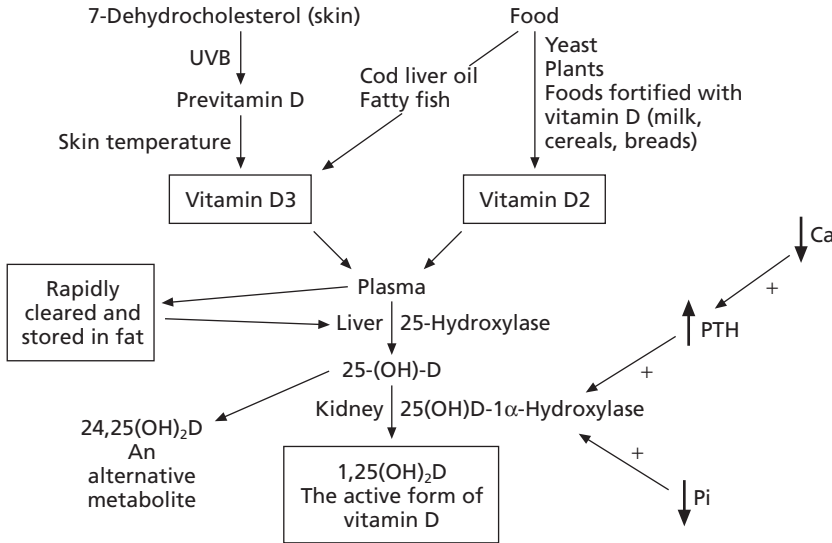 7-Dehydrocholesterol (skin)
Food
UVB
Yeast
Plants
Foods fortified with
vitamin D (milk,
cereals, breads)
Cod liver oil
Fatty fish
Previtamin D
Skin temperature
Vitamin D3
Vitamin D2
Ca
+
Plasma
Rapidly
cleared and
stored in fat
Liver
25-Hydroxylase
PTH
+
25-(OH)-D
Kidney
25(OH)D-1α-Hydroxylase
24,25(OH)₂D
An
alternative
metabolite
+
1,25(OH)₂D
The active form of
vitamin D
Pi